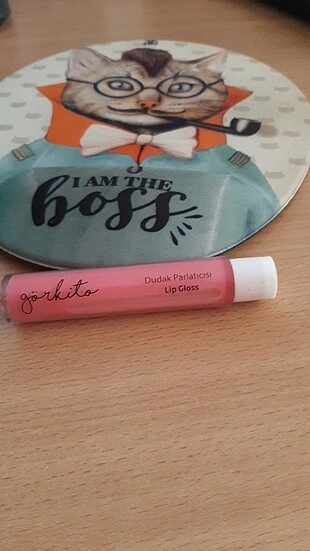 I AM THE
boss
görkito
Dudak Parlatıcısı
Lip Gloss